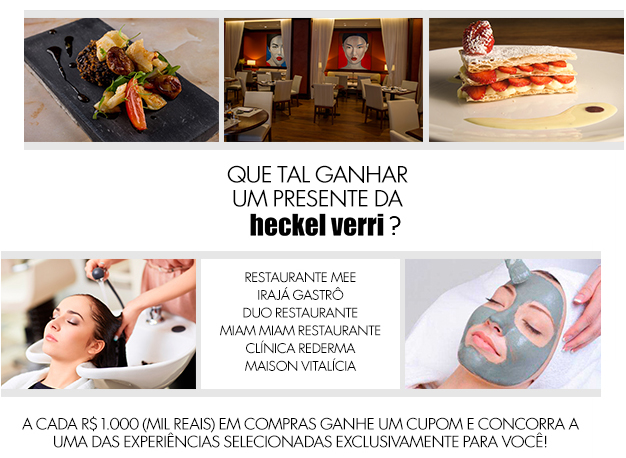 QUE TAL GANHAR
UM PRESENTE DA
heckel verri ?
RESTAURANTE MEE
IRAJÁ GASTRÔ
DUO RESTAURANTE
MIAM MIAM RESTAURANTE
CLÍNICA REDERMA
MAISON VITALÍCIA
A CADA R$ 1.000 (MIL REAIS) EM COMPRAS GANHE UM CUPOM E CONCORRA A
UMA DAS EXPERIÊNCIAS SELECIONADAS EXCLUSIVAMENTE PARA VOCÊ!